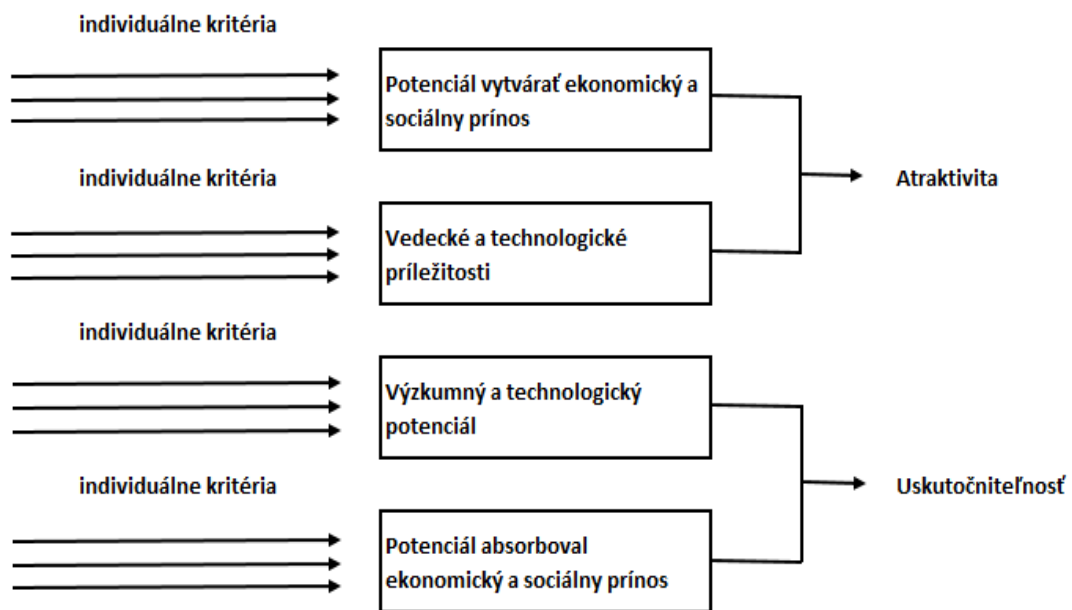 individuálne kritéria
Potenciál vytvárať ekonomický a
sociálny prínos
individuálne kritéria
Atraktivita
Vedecké a technologické
príležitosti
individuálne kritéria
Výzkumný a technologický
potenciál
individuálne kritéria
Uskutočniteľnosť
Potenciál absorboval
ekonomický a sociálny prínos